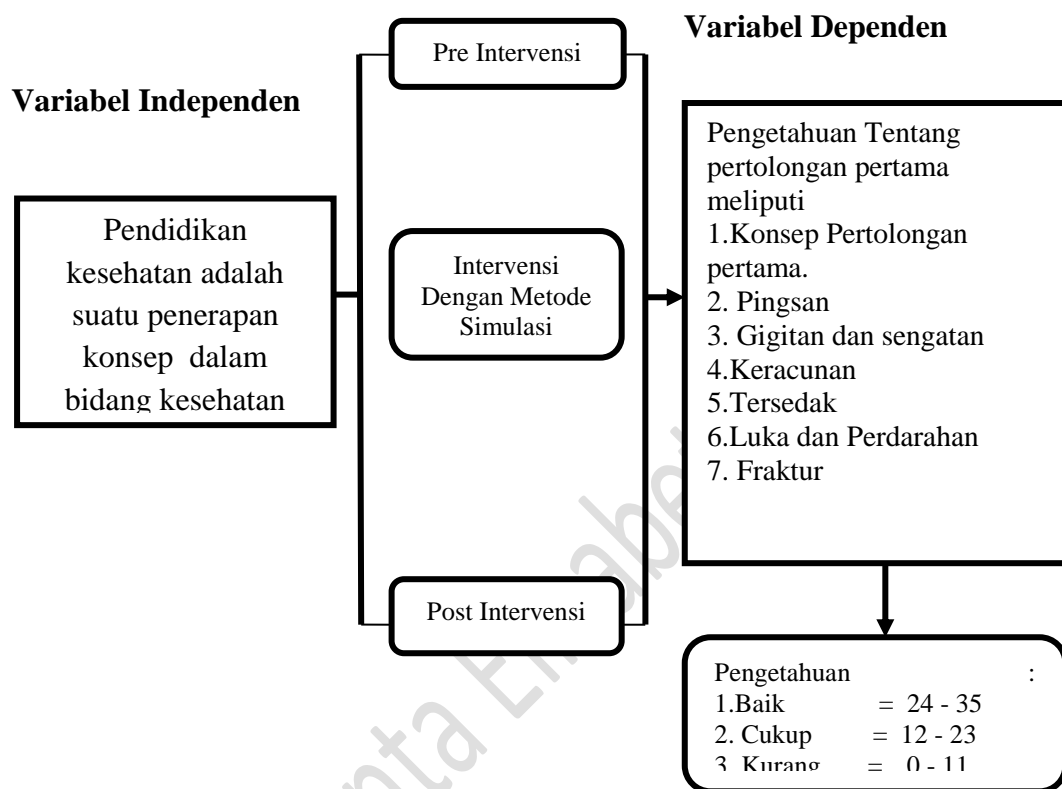 Variabel Independen
Pendidikan
kesehatan adalah
suatu penerapan
konsep dalam
bidang kesehatan
Pre Intervensi
Intervensi
Dengan Metode
Simulasi
Post Intervensi
Variabel Dependen
Pengetahuan Tentang
pertolongan pertama
meliputi
1.Konsep Pertolongan
pertama.
2. Pingsan
3. Gigitan dan sengatan
4.Keracunan
5.Tersedak
6.Luka dan Perdarahan
7. Fraktur
Pengetahuan :
1.Baik = 24 - 35
2. Cukup = 12 - 23
3. Kurang = 0 - 11